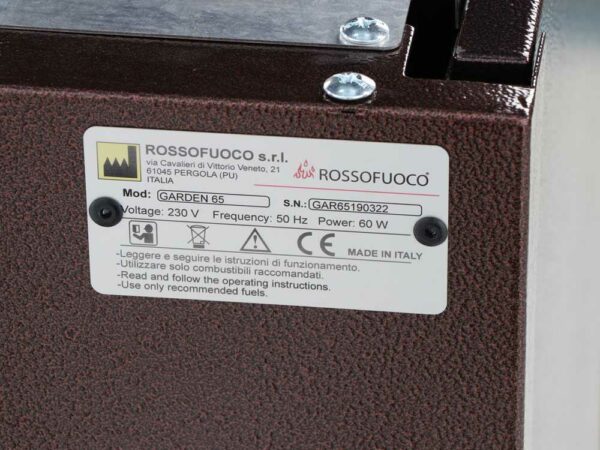 ROSSOFUOCO s.r.l.
via Cavalieri di Vittorio Veneto, 21
61045 PERGOLA (PU)
ITALIA
ROSSOFUOCO
Mod: GARDEN 65
S.N.: GAR65190322
Voltage: 230 V Frequency: 50 Hz Power: 60 W
CE MADE IN ITALY
-Leggere e seguire le istruzioni di funzionamento.
-Utilizzare solo combustibili raccomandati.
-Read and follow the operating instructions.
-Use only recommended fuels.